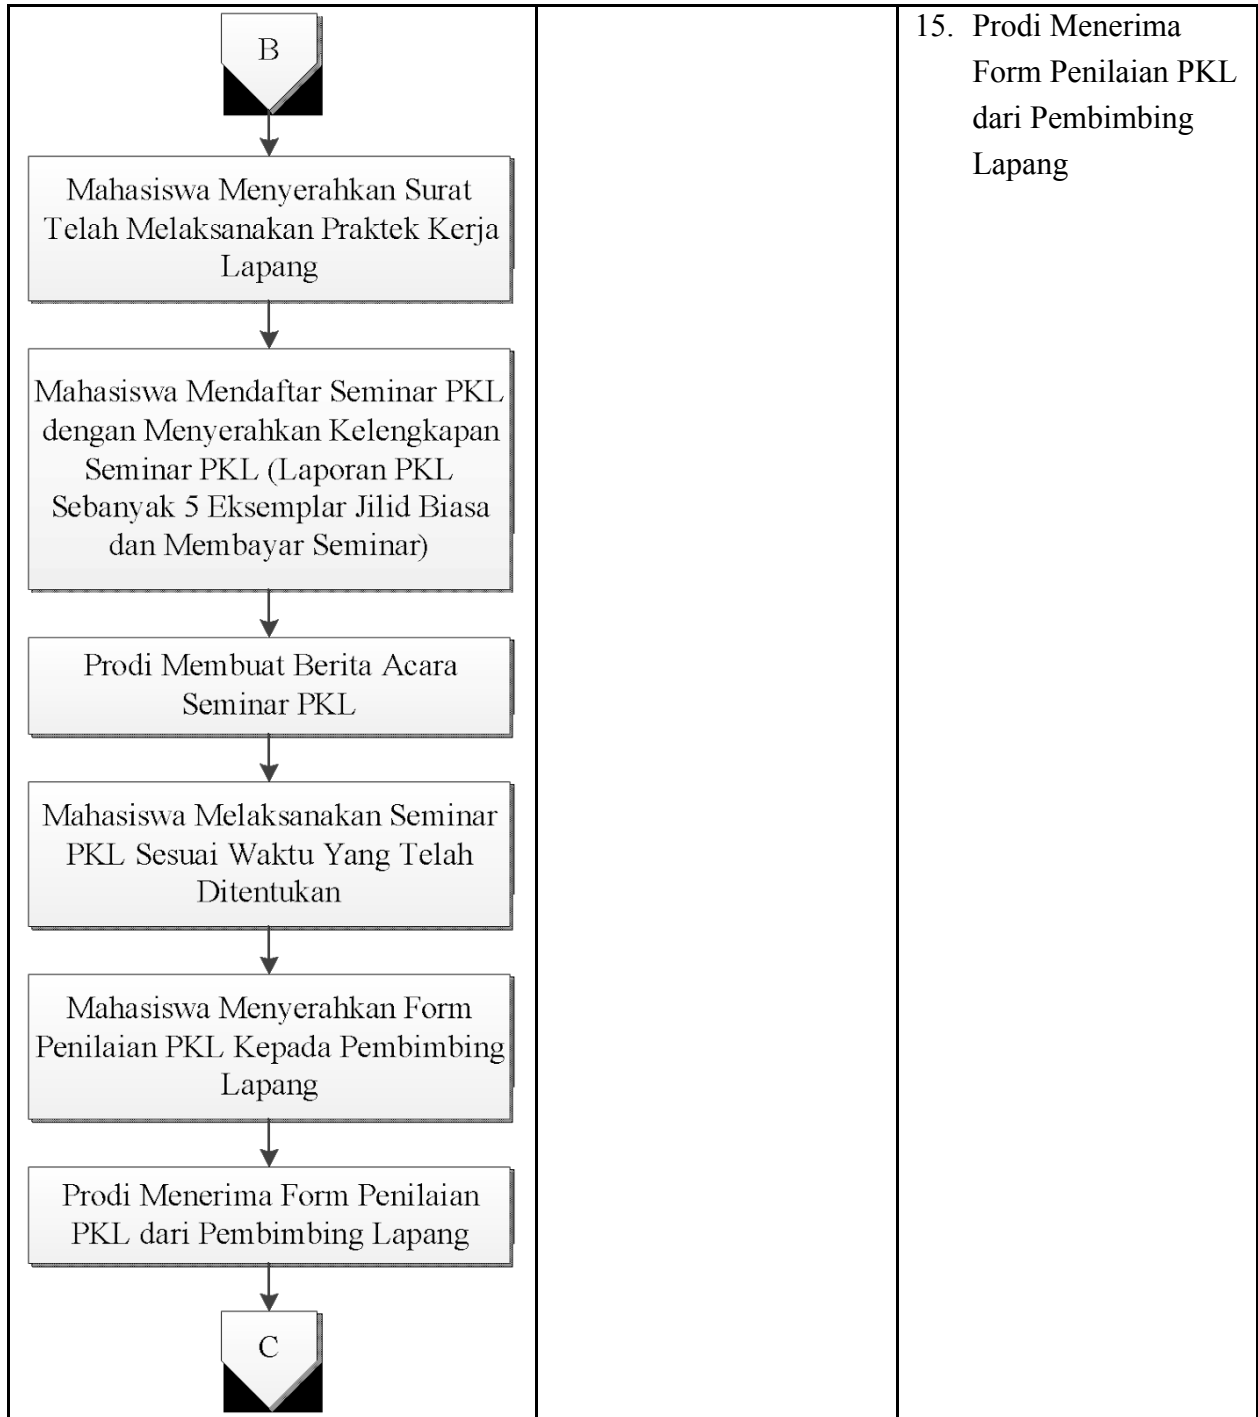 B
Mahasiswa Menyerahkan Surat
Telah Melaksanakan Praktek Kerja
Lapang
Mahasiswa Mendaftar Seminar PKL
dengan Menyerahkan Kelengkapan
Seminar PKL (Laporan PKL
Sebanyak 5 Eksemplar Jilid Biasa
dan Membayar Seminar)
Prodi Membuat Berita Acara
Seminar PKL
Mahasiswa Melaksanakan Seminar
PKL Sesuai Waktu Yang Telah
Ditentukan
Mahasiswa Menyerahkan Form
Penilaian PKL Kepada Pembimbing
Lapang
Prodi Menerima Form Penilaian
PKL dari Pembimbing Lapang
C
15. Prodi Menerima
Form Penilaian PKL
dari Pembimbing
Lapang